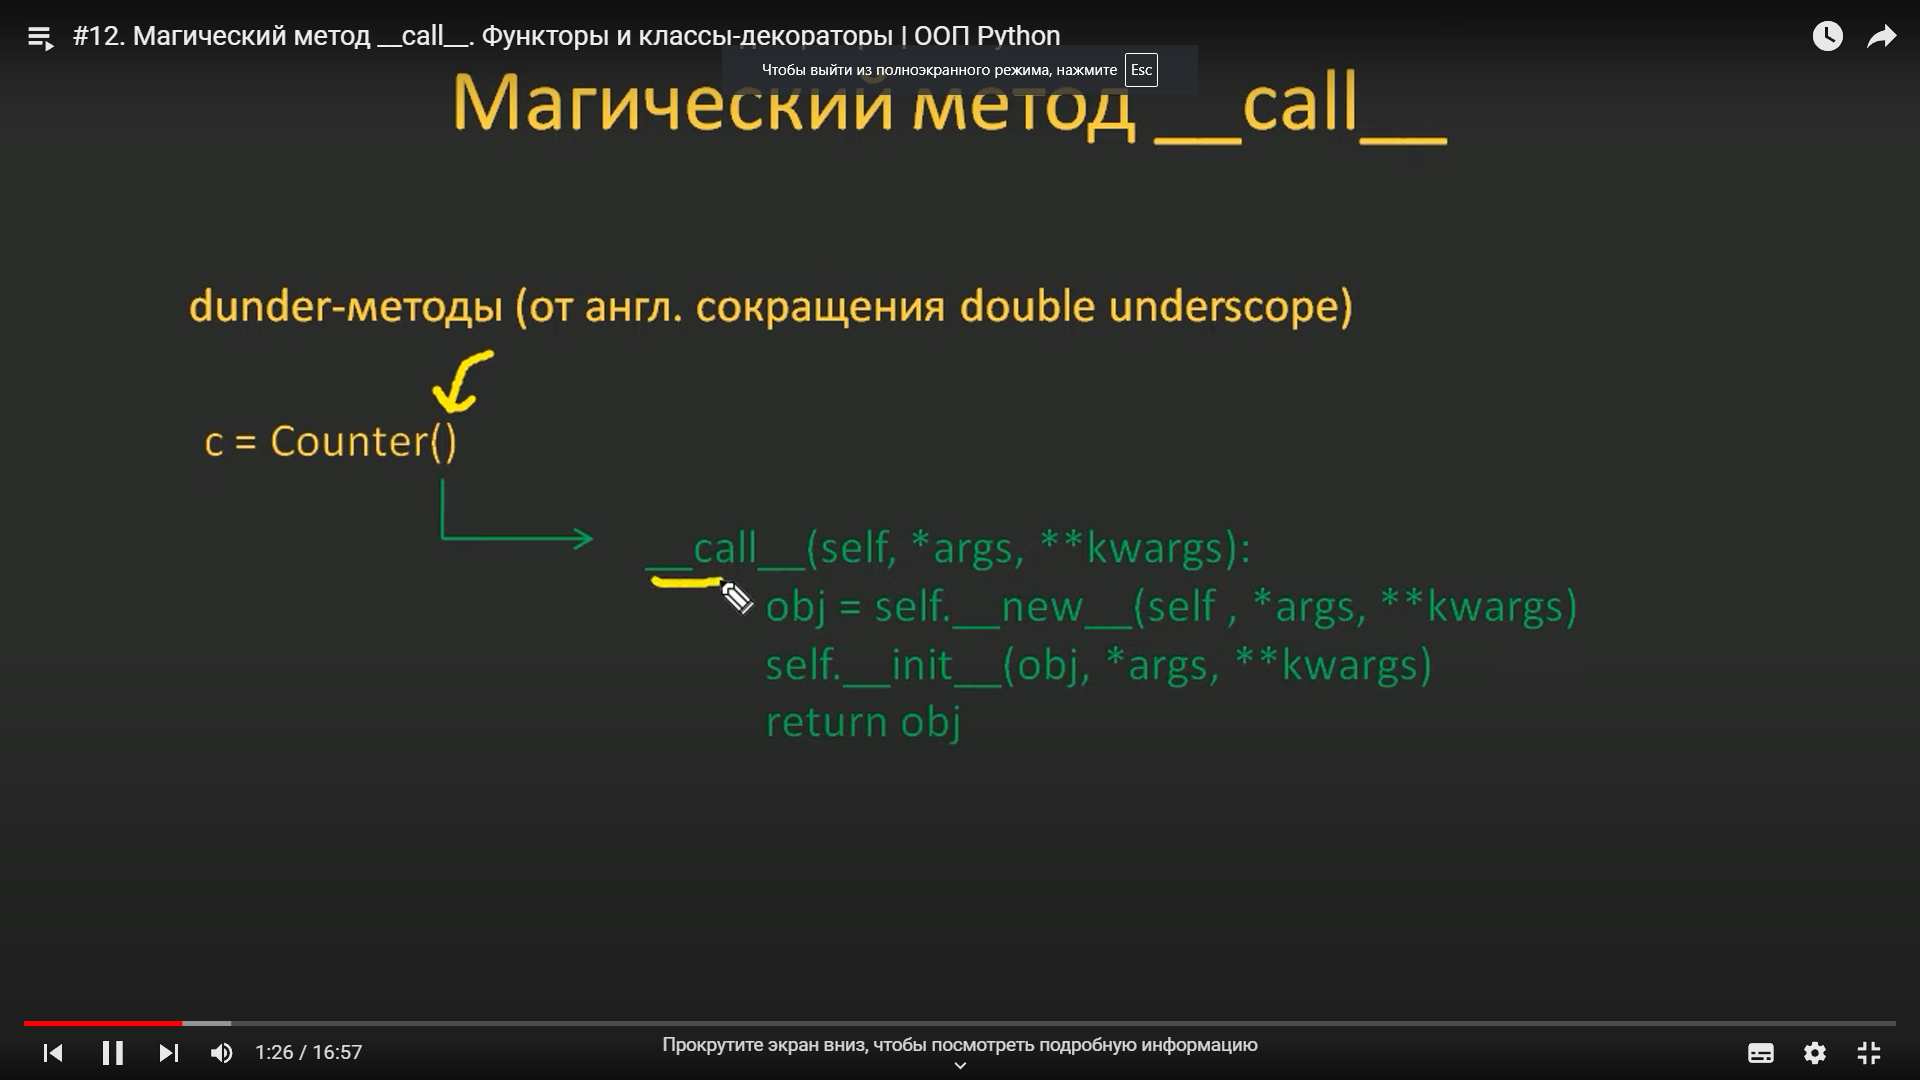 #12. Магический метод __call__. Функторы и классы-декораторы | ООП Python
Чтобы выйти из полноэкранного режима, нажмите Esc
Магический метод __call__
dunder-методы (от англ. сокращения double underscope)
c = Counter()
__call__(self, *args, **kwargs):
obj = self.__new__(self , *args, **kwargs)
self.__init__(obj, *args, **kwargs)
return obj
1:26 / 16:57
Прокрутите экран вниз, чтобы посмотреть подробную информацию